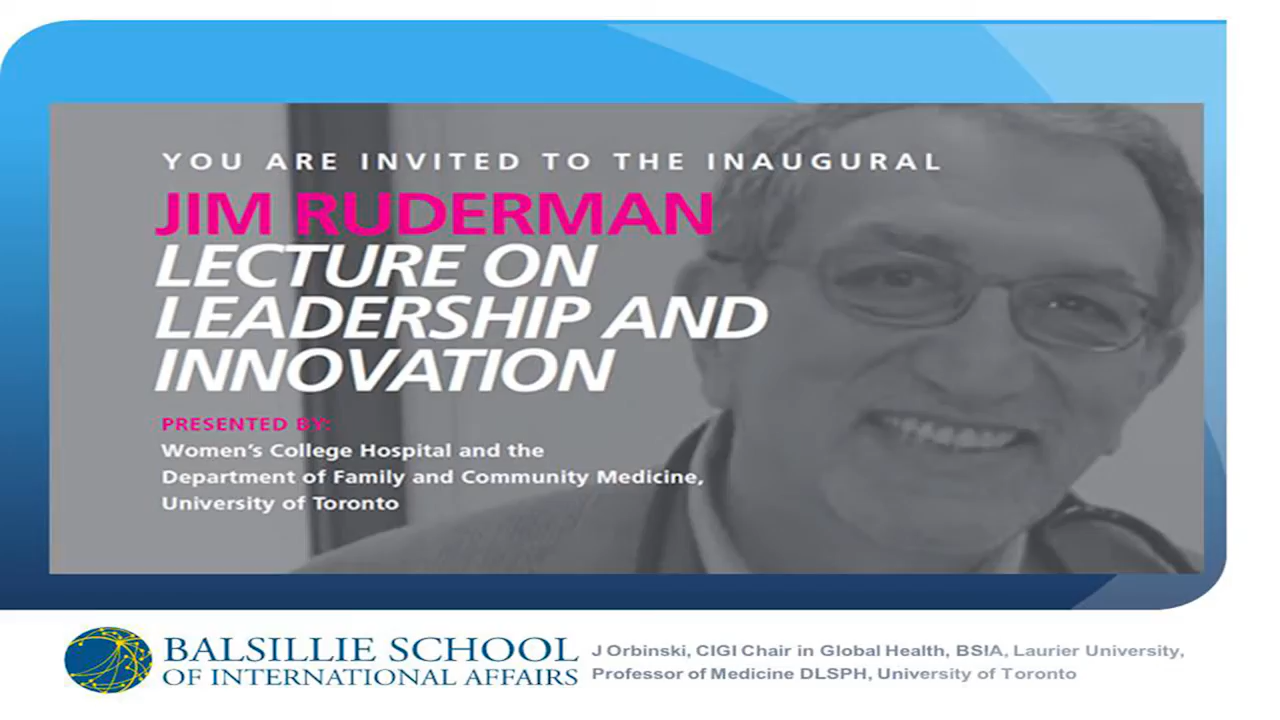 YOU ARE INVITED TO THE INAUGURAL
JIM RUDERMAN
LECTURE ON
LEADERSHIP AND
INNOVATION
PRESENTED BY:
Women's College Hospital and the
Department of Family and Community Medicine,
University of Toronto
BALSILLIE SCHOOL
OF INTERNATIONAL AFFAIRS
J Orbinski, CIGI Chair in Global Health, BSIA, Laurier University,
Professor of Medicine DLSPH, University of Toronto